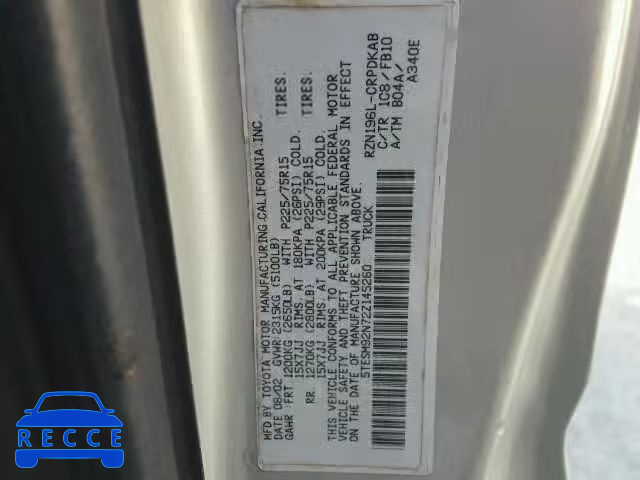 MFD BY TOYOTA MOTOR MANUFACTURING CALIFORNIA,INC.
DATE 08/02 GVWR 2315KG (5100LB)
GAWR: FRT 1200KG (2650LB) WITH P225/75R15 TIRES.
15X7JJ RIMS, AT 180KPA (26PSI) COLD.
RR 1270KG (2800LB) WITH P225/75R15 TIRES.
15X7JJ RIMS, AT 200KPA (29PSI) COLD.
THIS VEHICLE CONFORMS TO ALL APPLICABLE FEDERAL MOTOR
VEHICLE SAFETY AND THEFT PREVENTION STANDARDS IN EFFECT
ON THE DATE OF MANUFACTURE SHOWN ABOVE.
5TESM92N72Z145260 TRUCK
RZN196L-CRPDKAB
C/TR 1C8/FB10
A/TM B04A/
A340E
RECCE